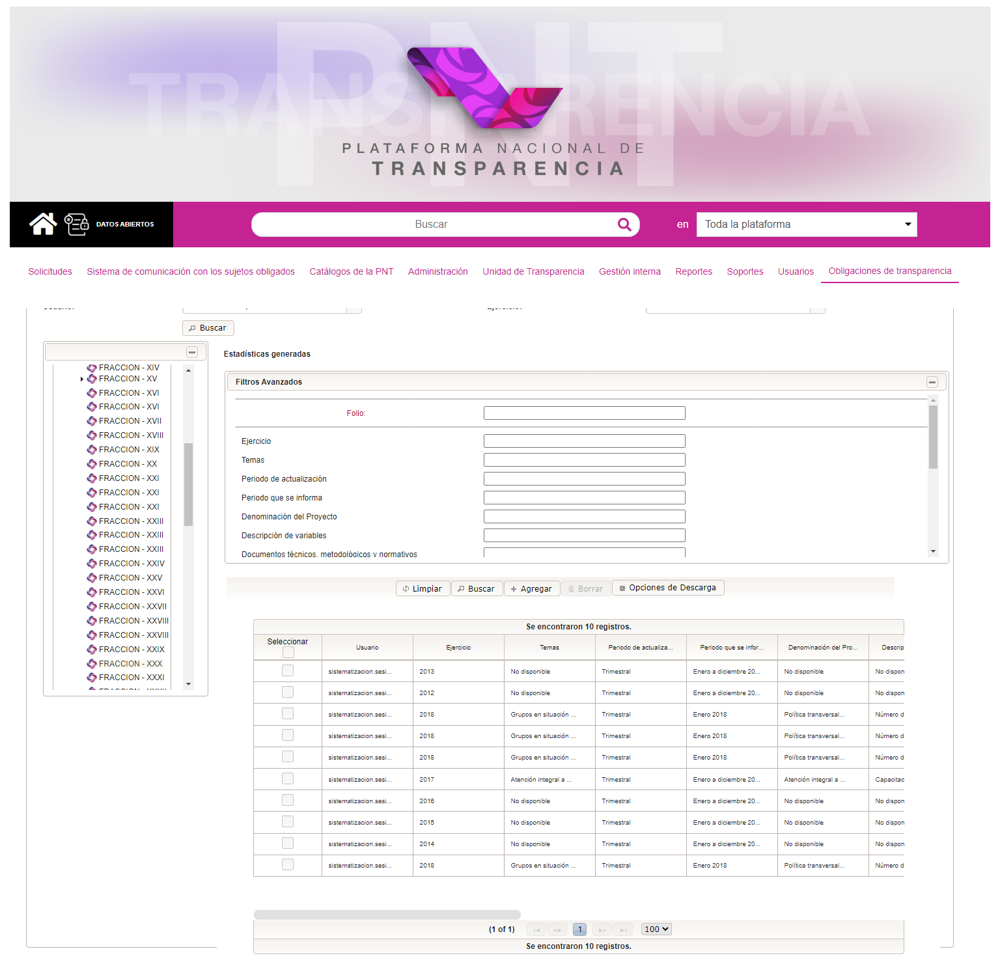 PNT
TRANSPARENCIA
PLATAFORMA NACIONAL DE
TRANSPARENCIA
DATOS ABIERTOS
Buscar
en
Toda la plataforma
Solicitudes
Sistema de comunicación con los sujetos obligados
Catálogos de la PNT
Administración
Unidad de Transparencia
Gestión interna
Reportes
Soportes
Usuarios
Obligaciones de transparencia
Buscar
FRACCION - XIV
FRACCION - XV
FRACCION - XVI
FRACCION - XVI
FRACCION - XVII
FRACCION - XVIII
FRACCION - XIX
FRACCION - XX
FRACCION - XXI
FRACCION - XXI
FRACCION - XXI
FRACCION - XXIII
FRACCION - XXIII
FRACCION - XXIII
FRACCION - XXIV
FRACCION - XXV
FRACCION - XXVI
FRACCION - XXVII
FRACCION - XXVIII
FRACCION - XXVIII
FRACCION - XXIX
FRACCION - XXX
FRACCION - XXXI
Estadísticas generadas
Filtros Avanzados
Folio:
Ejercicio
Temas
Periodo de actualización
Periodo que se informa
Denominación del Proyecto
Descripción de variables
Documentos técnicos, metodológicos y normativos
Limpiar Buscar Agregar Borrar Opciones de Descarga
Se encontraron 10 registros.
Seleccionar Usuario Ejercicio Temas Periodo de actualiza... Periodo que se infor... Denominación del Pro... Descrip
sistematizacion.sesi... 2013 No disponible Trimestral Enero a diciembre 20... No disponible No dispon
sistematizacion.sesi... 2012 No disponible Trimestral Enero a diciembre 20... No disponible No dispon
sistematizacion.sesi... 2018 Grupos en situación ... Trimestral Enero 2018 Política transversal... Número d
sistematizacion.sesi... 2018 Grupos en situación ... Trimestral Enero 2018 Política transversal... Número d
sistematizacion.sesi... 2018 Grupos en situación ... Trimestral Enero 2018 Política transversal... Número d
sistematizacion.sesi... 2017 Atención integral a ... Trimestral Enero a diciembre 20... Atención integral a ... Capacitac
sistematizacion.sesi... 2016 No disponible Trimestral Enero a diciembre 20... No disponible No dispon
sistematizacion.sesi... 2015 No disponible Trimestral Enero a diciembre 20... No disponible No dispon
sistematizacion.sesi... 2014 No disponible Trimestral Enero a diciembre 20... No disponible No dispon
sistematizacion.sesi... 2018 Grupos en situación ... Trimestral Enero 2018 Política transversal... Número d
(1 of 1) 1 100
Se encontraron 10 registros.